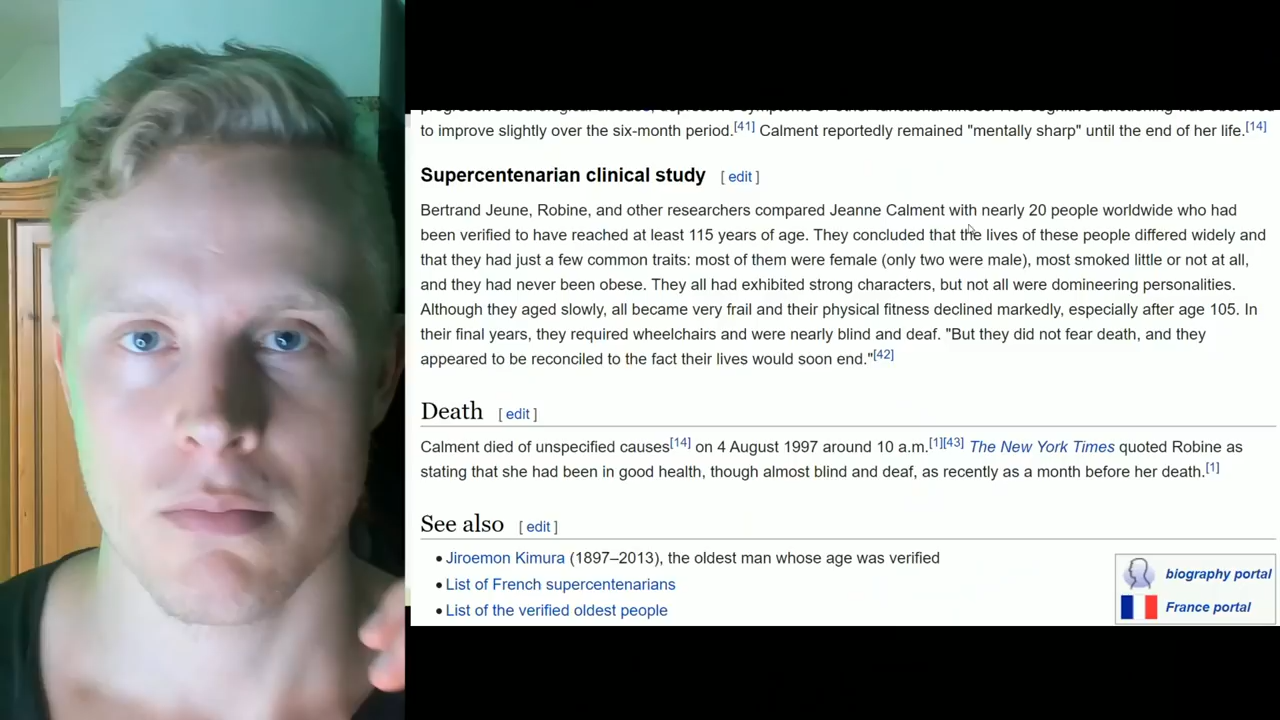 to improve slightly over the six-month period.[41] Calment reportedly remained "mentally sharp" until the end of her life.[14]
Supercentenarian clinical study [ edit ]
Bertrand Jeune, Robine, and other researchers compared Jeanne Calment with nearly 20 people worldwide who had
been verified to have reached at least 115 years of age. They concluded that the lives of these people differed widely and
that they had just a few common traits: most of them were female (only two were male), most smoked little or not at all,
and they had never been obese. They all had exhibited strong characters, but not all were domineering personalities.
Although they aged slowly, all became very frail and their physical fitness declined markedly, especially after age 105. In
their final years, they required wheelchairs and were nearly blind and deaf. "But they did not fear death, and they
appeared to be reconciled to the fact their lives would soon end."[42]
Death [ edit ]
Calment died of unspecified causes[14] on 4 August 1997 around 10 a.m.[1][43] The New York Times quoted Robine as
stating that she had been in good health, though almost blind and deaf, as recently as a month before her death.[1]
See also [ edit ]
• Jiroemon Kimura (1897–2013), the oldest man whose age was verified
• List of French supercentenarians
• List of the verified oldest people
biography portal
France portal